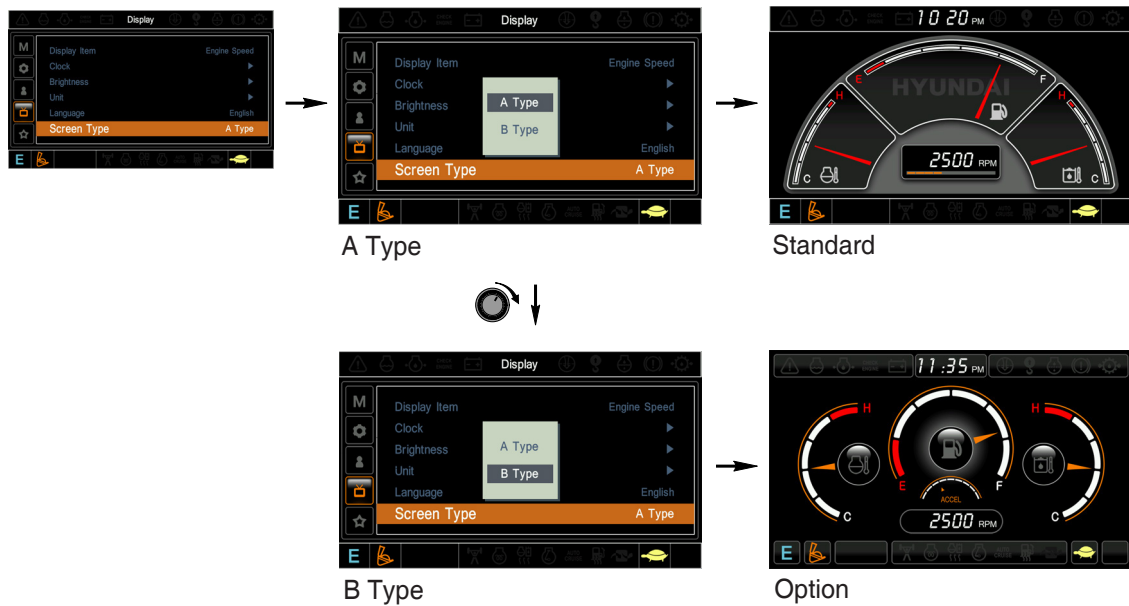 Display
M
Display Item Engine Speed
Clock
Brightness
Unit
Language English
Screen Type A Type
E
Display
M
Display Item Engine Speed
Clock
Brightness
Unit
Language English
Screen Type A Type
A Type
B Type
E
A Type
10 20 PM
HYUNDAI
E F
H H
C C
2500 RPM
E
Standard
Display
M
Display Item Engine Speed
Clock
Brightness
Unit
Language English
Screen Type A Type
A Type
B Type
E
B Type
11:35 PM
H H
E F
ACCEL
C C
2500 RPM
E
Option